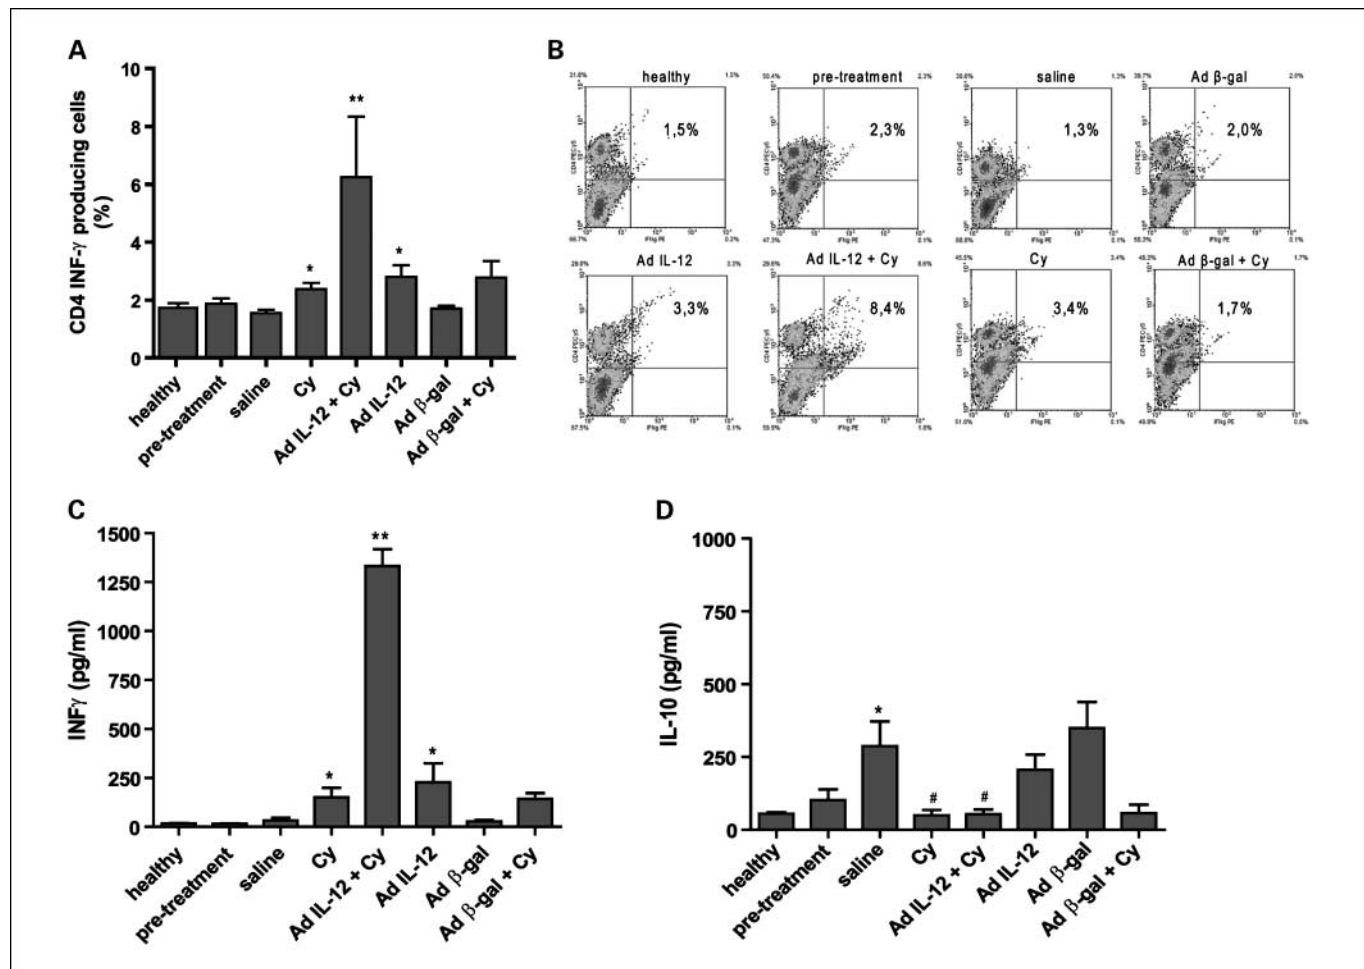 A
CD4 INF-γ producing cells
(%)
10
8
6
4
2
0
*
**
*
healthy
pre-treatment
saline
Cy
Ad IL-12 + Cy
Ad IL-12
Ad β-gal
Ad β-gal + Cy
B
healthy
1,5%
pre-treatment
2,3%
saline
1,3%
Ad β-gal
2,0%
Ad IL-12
3,3%
Ad IL-12 + Cy
8,4%
Cy
3,4%
Ad β-gal + Cy
1,7%
C
INFγ (pg/ml)
1500
1250
1000
750
500
250
0
*
**
*
healthy
pre-treatment
saline
Cy
Ad IL-12 + Cy
Ad IL-12
Ad β-gal
Ad β-gal + Cy
D
IL-10 (pg/ml)
1000
750
500
250
0
*
#
#
healthy
pre-treatment
saline
Cy
Ad IL-12 + Cy
Ad IL-12
Ad β-gal
Ad β-gal + Cy